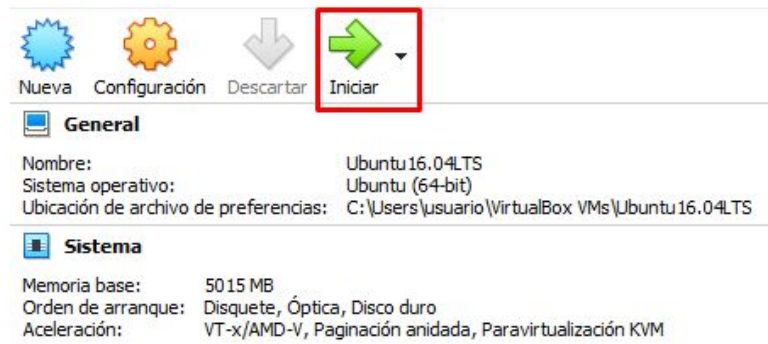 Nueva Configuración Descartar Iniciar
General
Nombre: Ubuntu16.04LTS
Sistema operativo: Ubuntu (64-bit)
Ubicación de archivo de preferencias: C:\Users\usuario\VirtualBox VMs\Ubuntu16.04LTS
Sistema
Memoria base: 5015 MB
Orden de arranque: Disquete, Óptica, Disco duro
Aceleración: VT-x/AMD-V, Paginación anidada, Paravirtualización KVM